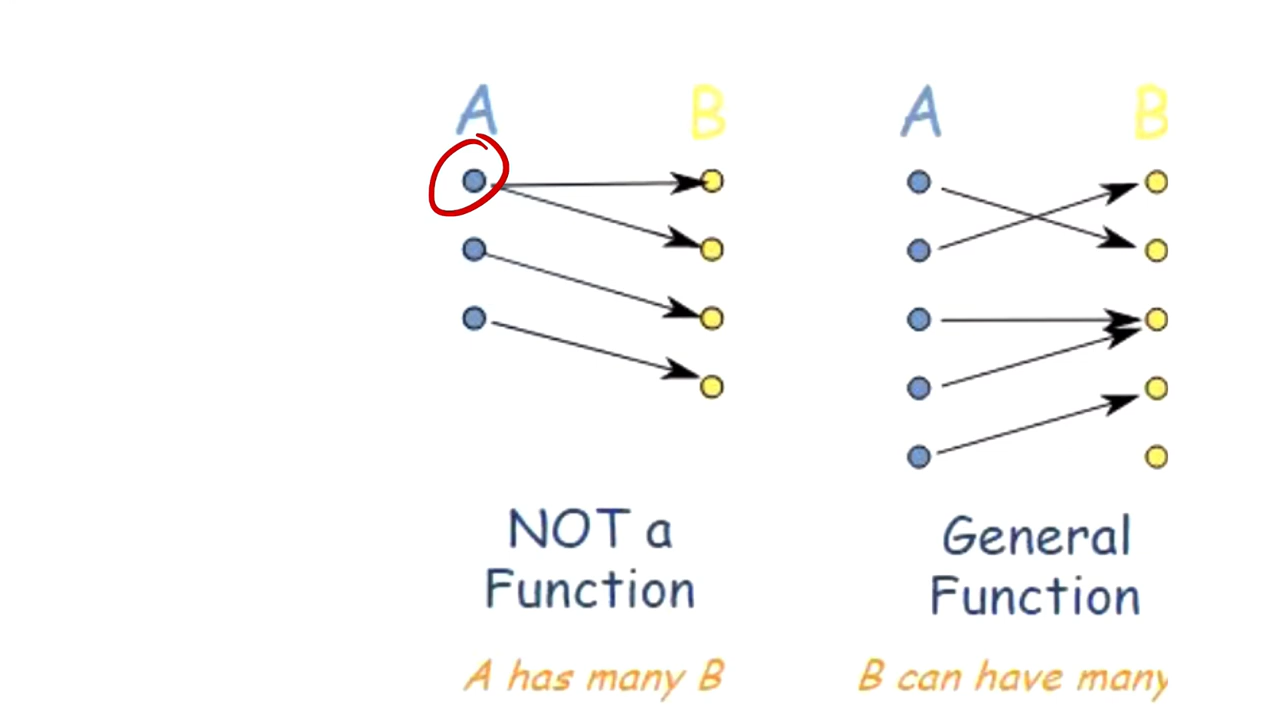 A B
NOT a
Function
A has many B
A B
General
Function
B can have many